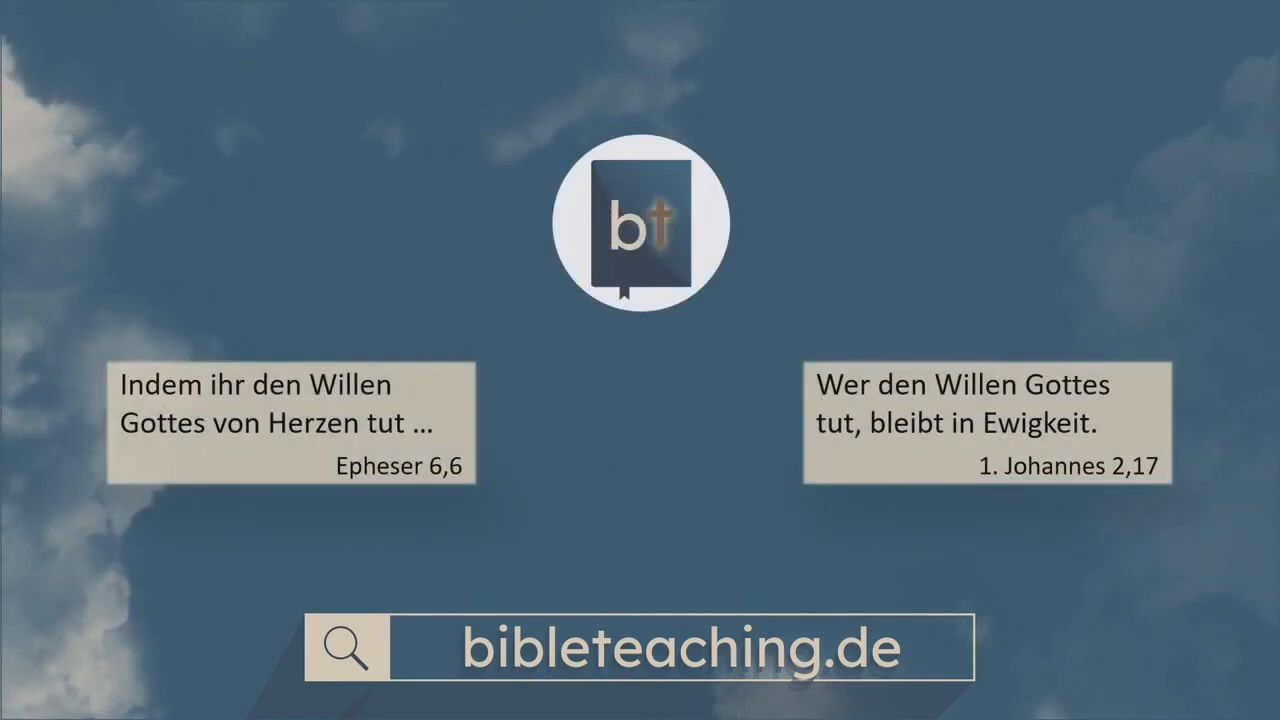 bt
Indem ihr den Willen
Gottes von Herzen tut ...
Epheser 6,6
Wer den Willen Gottes
tut, bleibt in Ewigkeit.
1. Johannes 2,17
bibleteaching.de